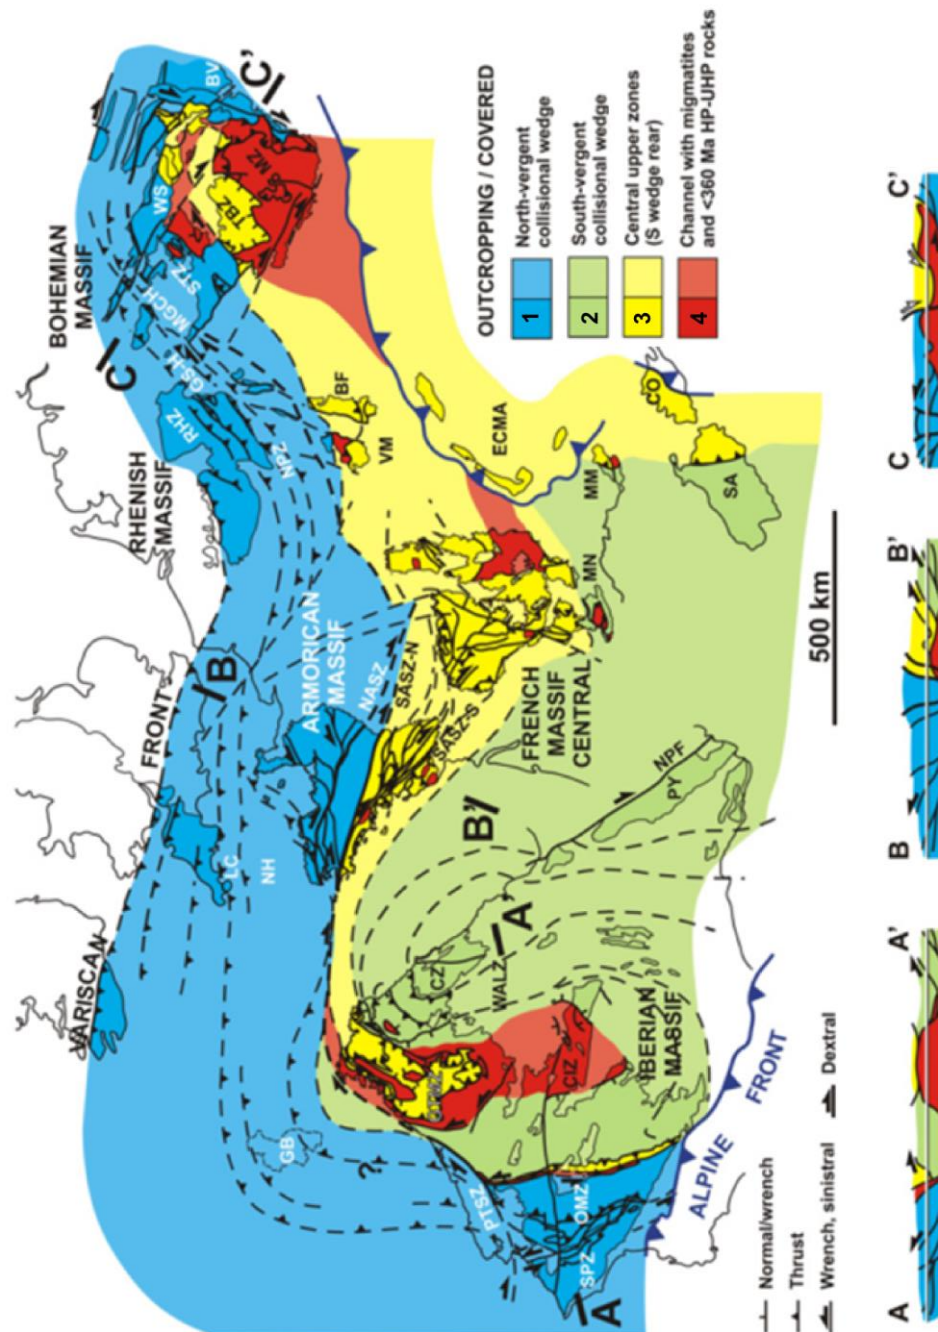 BOHEMIAN
MASSIF
C
C'
BV
WS
TBZ
MZ
STZ
MGCH
GS-H
RHZ
NPZ
RHENISH
MASSIF
BF
VM
ECMA
CO
SA
MM
MN
OUTCROPPING / COVERED
1
North-vergent
collisional wedge
2
South-vergent
collisional wedge
3
Central upper zones
(S wedge rear)
4
Channel with migmatites
and <360 Ma HP-UHP rocks
VARISCAN
FRONT
B
ARMORICAN
MASSIF
NASZ
SASZ-N
SASZ-S
FRENCH
MASSIF
CENTRAL
LC
NH
B'
NPF
PY
500 km
A'
CZ
WALZ
CIZ
IBERIAN
MASSIF
GB
?
PTSZ
OMZ
SPZ
A
ALPINE
FRONT
Normal/wrench
Thrust
Wrench, sinistral
Dextral
A
A'
B
B'
C
C'